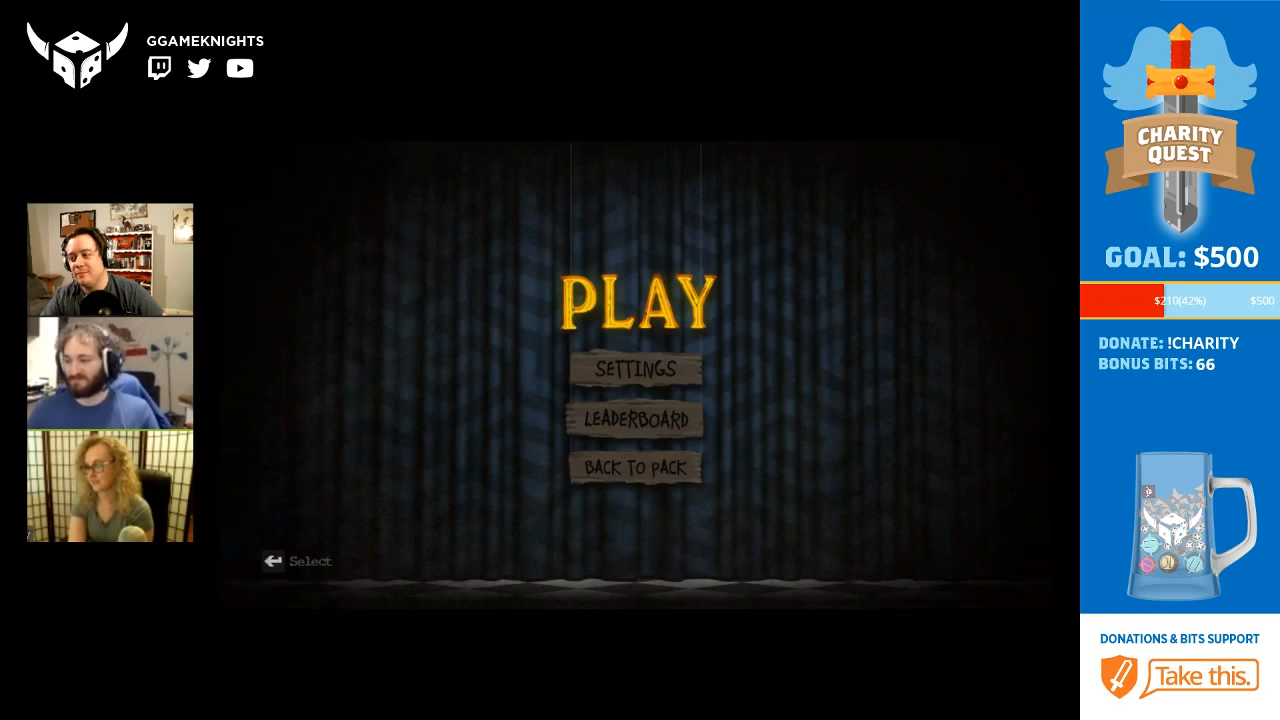 GGAMEKNIGHTS
PLAY
SETTINGS
LEADERBOARD
BACK TO PACK
Select
CHARITY
QUEST
GOAL: $500
$210(42%) $500
DONATE: !CHARITY
BONUS BITS: 66
DONATIONS & BITS SUPPORT
Take this.